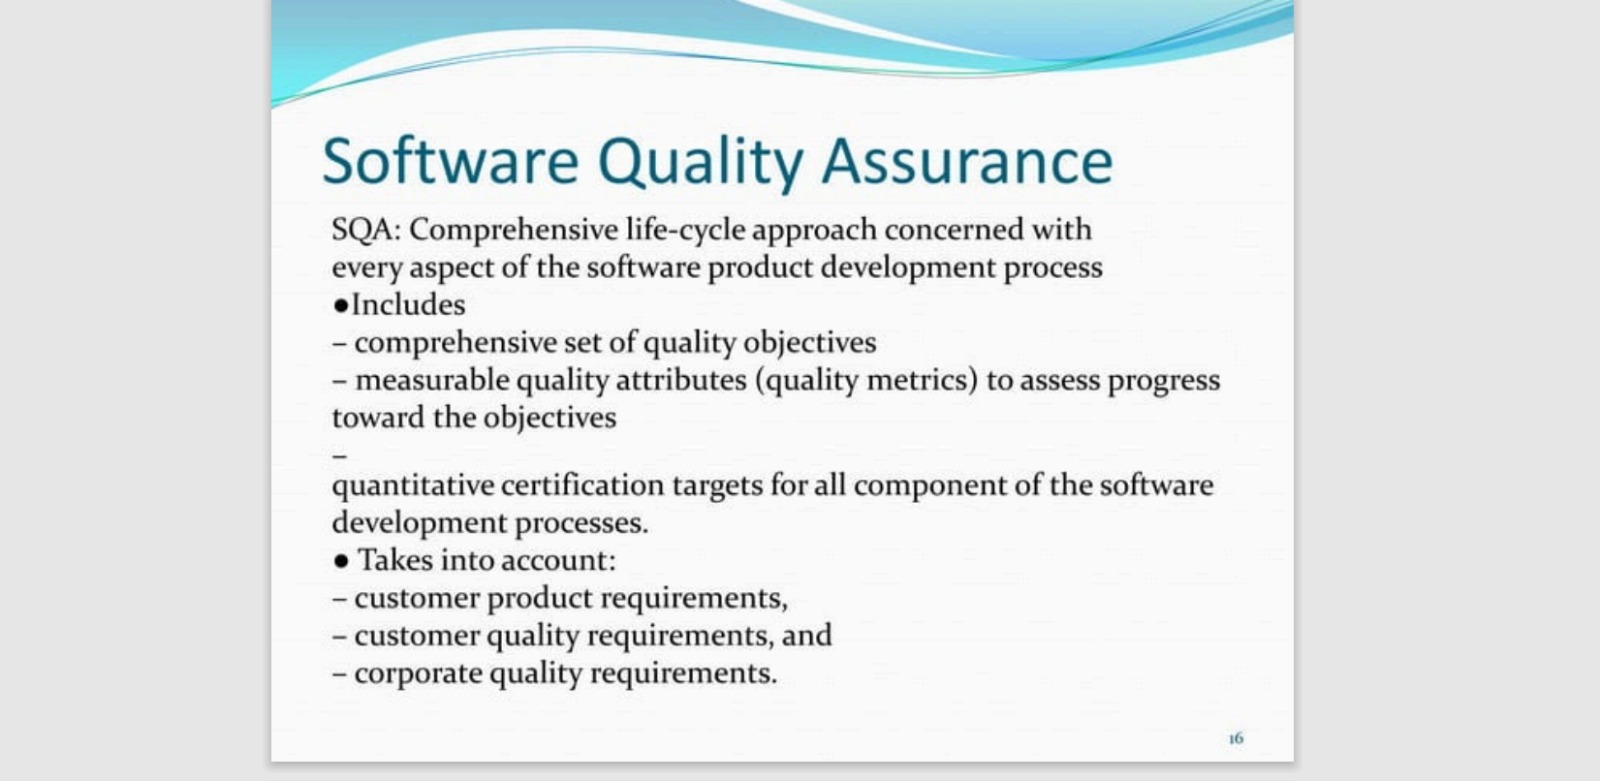 Software Quality Assurance
SQA: Comprehensive life-cycle approach concerned with
every aspect of the software product development process
●Includes
– comprehensive set of quality objectives
– measurable quality attributes (quality metrics) to assess progress
toward the objectives
–
quantitative certification targets for all component of the software
development processes.
● Takes into account:
– customer product requirements,
– customer quality requirements, and
– corporate quality requirements.
16